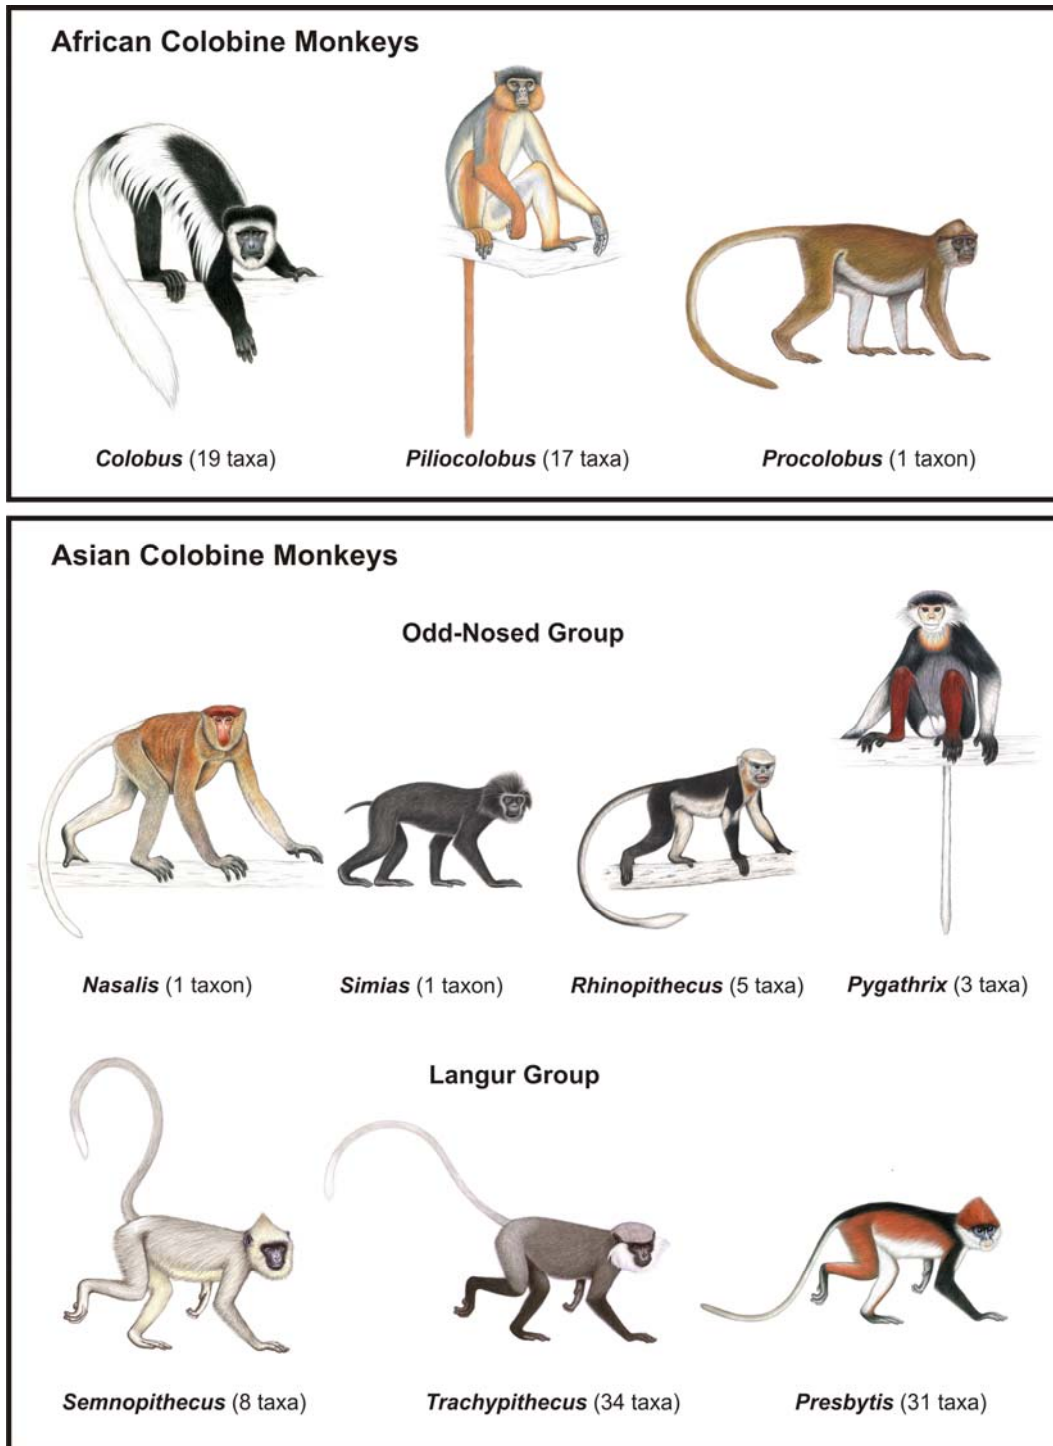 African Colobine Monkeys
Colobus (19 taxa)
Piliocolobus (17 taxa)
Procolobus (1 taxon)
Asian Colobine Monkeys
Odd-Nosed Group
Nasalis (1 taxon)
Simias (1 taxon)
Rhinopithecus (5 taxa)
Pygathrix (3 taxa)
Langur Group
Semnopithecus (8 taxa)
Trachypithecus (34 taxa)
Presbytis (31 taxa)